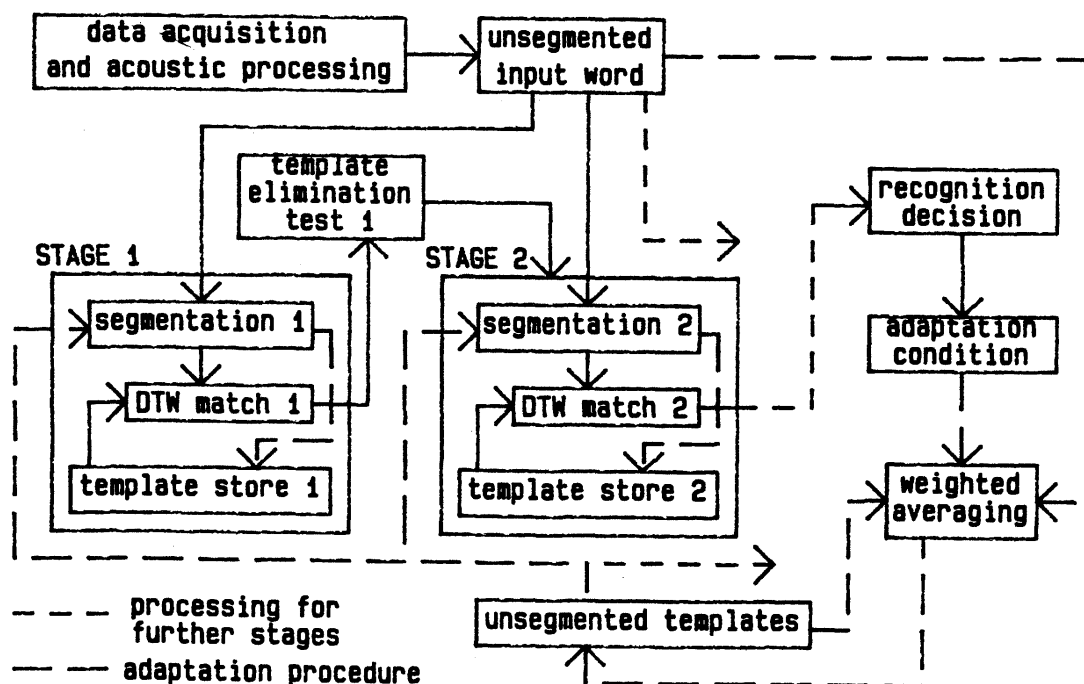 data acquisition
and acoustic processing
unsegmented
input word
template
elimination
test 1
recognition
decision
STAGE 1
STAGE 2
segmentation 1
segmentation 2
adaptation
condition
DTW match 1
DTW match 2
template store 1
template store 2
weighted
averaging
processing for
further stages
unsegmented templates
adaptation procedure